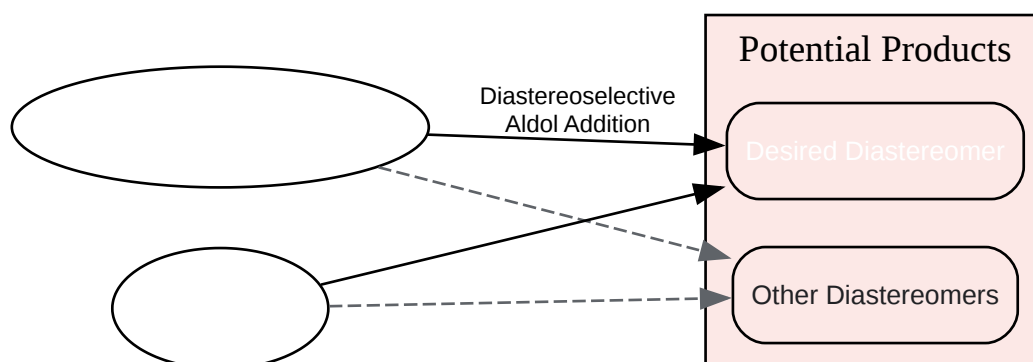 Potential Products
Diastereoselective
Aldol Addition
Desired Diastereomer
Other Diastereomers